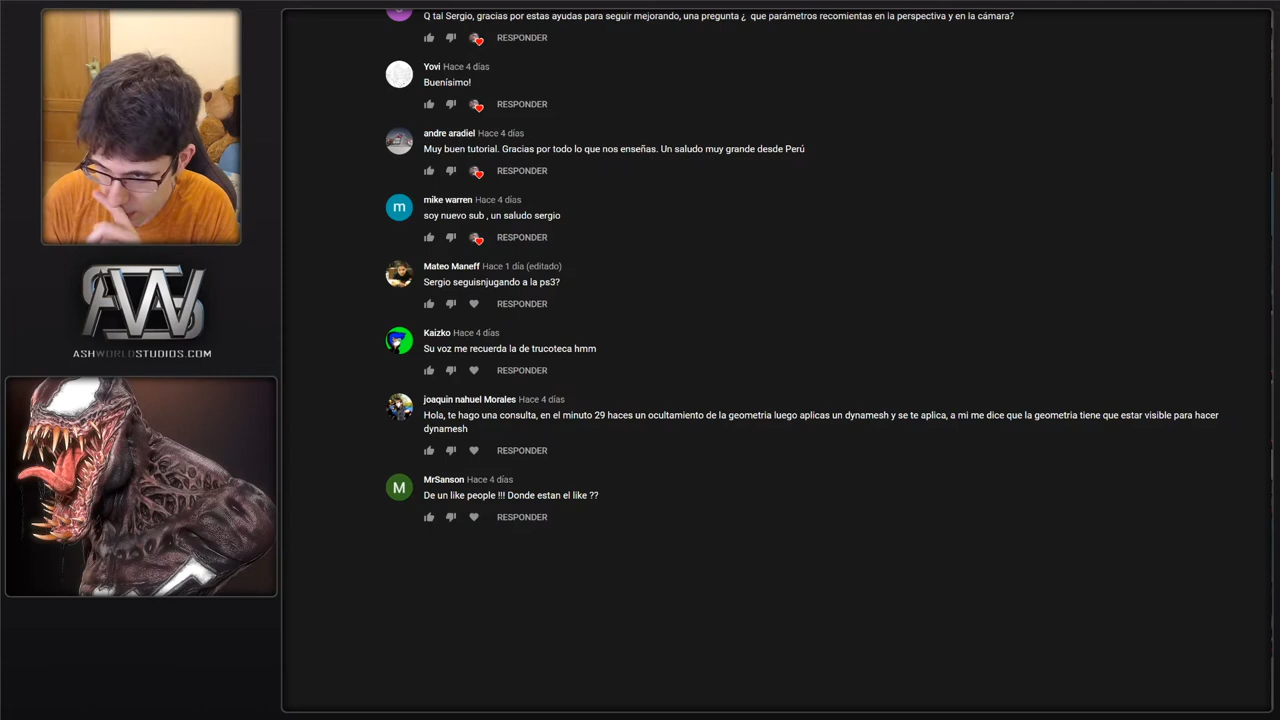 Q tal Sergio, gracias por estas ayudas para seguir mejorando, una pregunta ¿ que parámetros recomientas en la perspectiva y en la cámara?
RESPONDER
Yovi Hace 4 días
Buenísimo!
RESPONDER
andre aradiel Hace 4 días
Muy buen tutorial. Gracias por todo lo que nos enseñas. Un saludo muy grande desde Perú
RESPONDER
m
mike warren Hace 4 días
soy nuevo sub , un saludo sergio
RESPONDER
Mateo Maneff Hace 1 día (editado)
Sergio seguisnjugando a la ps3?
RESPONDER
Kaizko Hace 4 días
Su voz me recuerda la de trucoteca hmm
RESPONDER
joaquin nahuel Morales Hace 4 días
Hola, te hago una consulta, en el minuto 29 haces un ocultamiento de la geometria luego aplicas un dynamesh y se te aplica, a mi me dice que la geometria tiene que estar visible para hacer
dynamesh
RESPONDER
M
MrSanson Hace 4 días
De un like people !!! Donde estan el like ??
RESPONDER
ASHWORLDSTUDIOS.COM